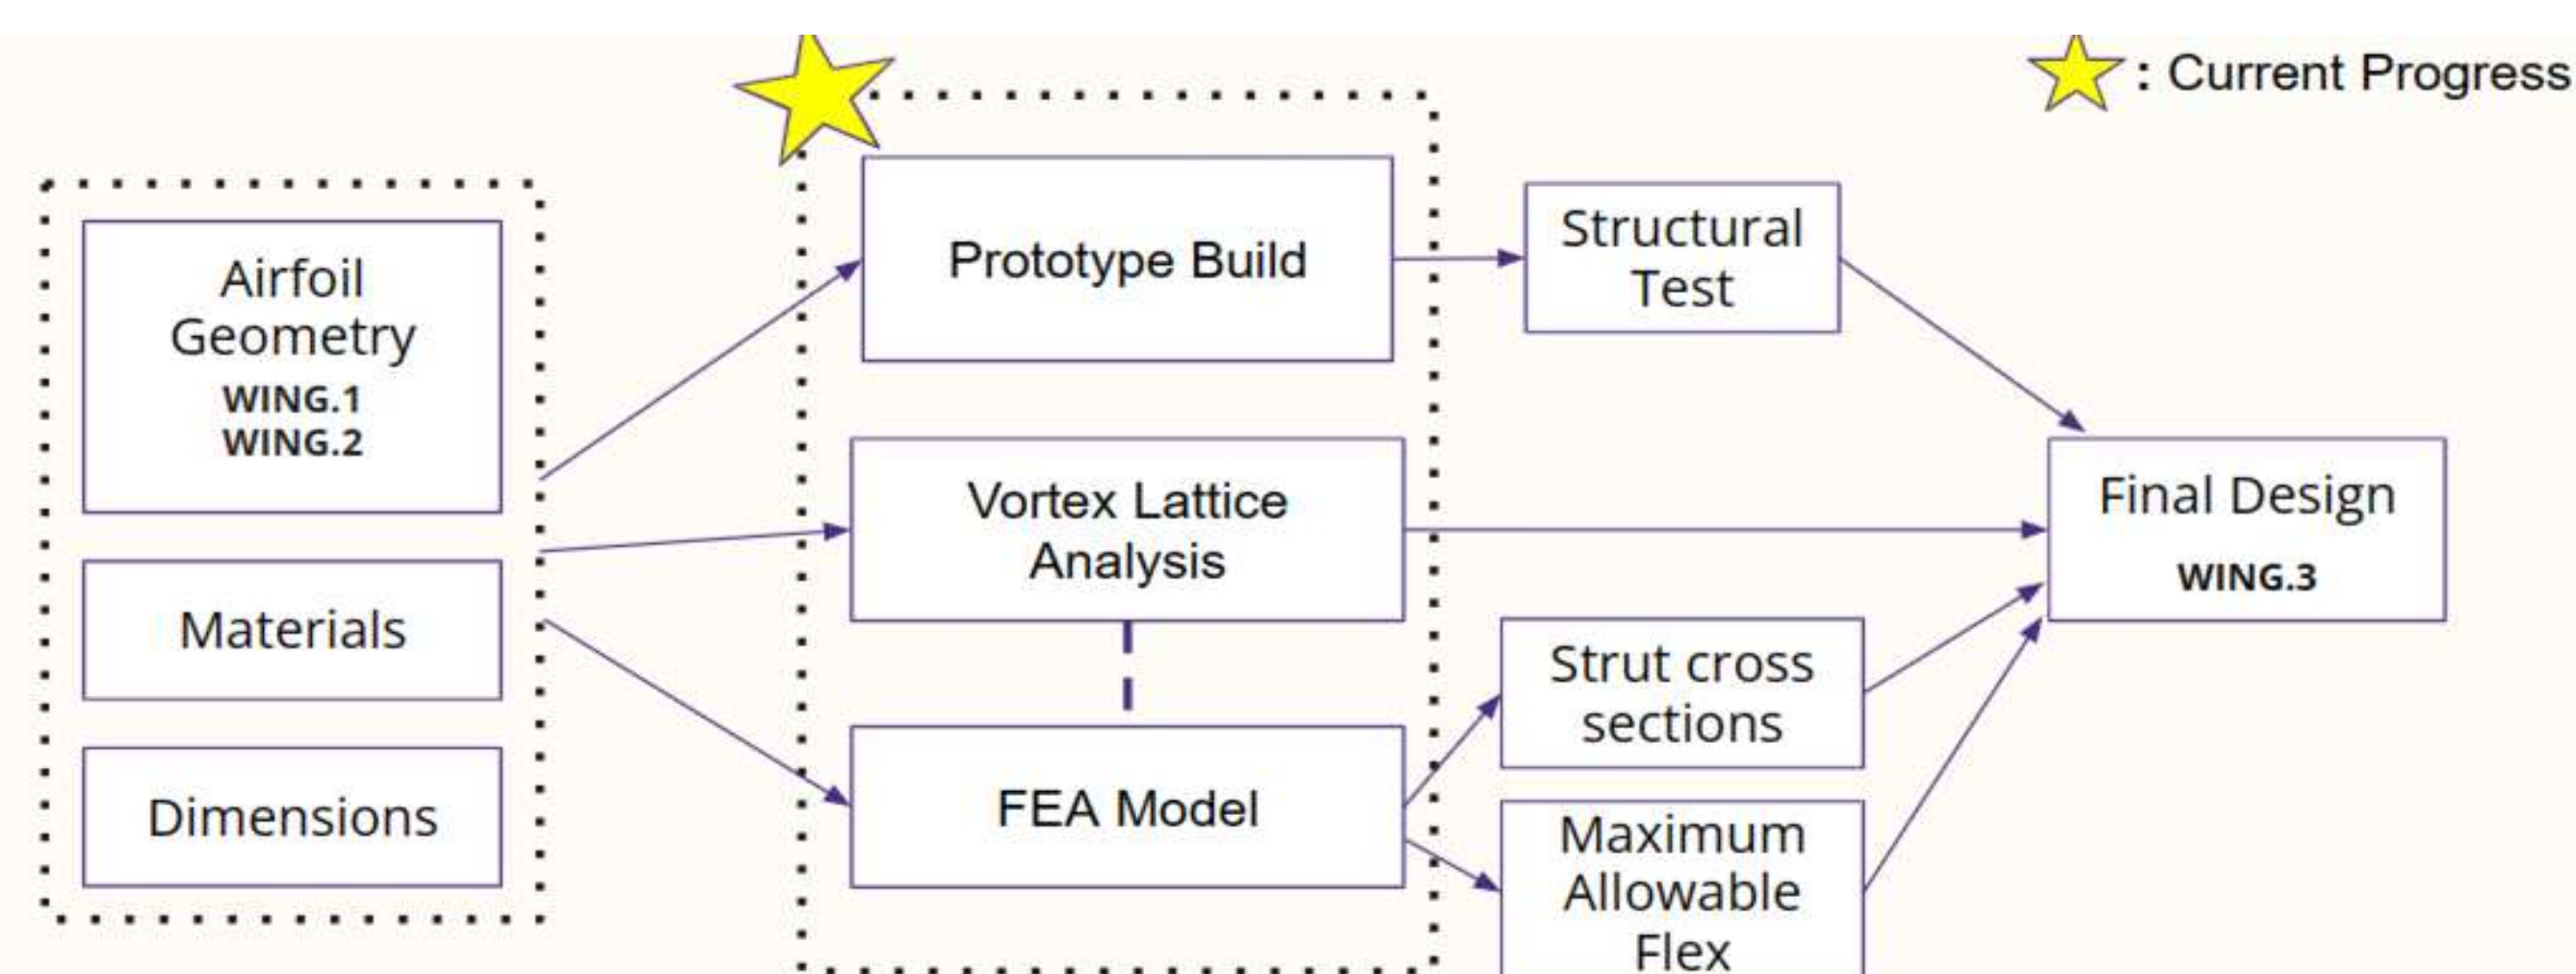 : Current Progress
Airfoil
Geometry
WING.1
WING.2
Materials
Dimensions
Prototype Build
Vortex Lattice
Analysis
FEA Model
Structural
Test
Strut cross
sections
Maximum
Allowable
Flex
Final Design
WING.3